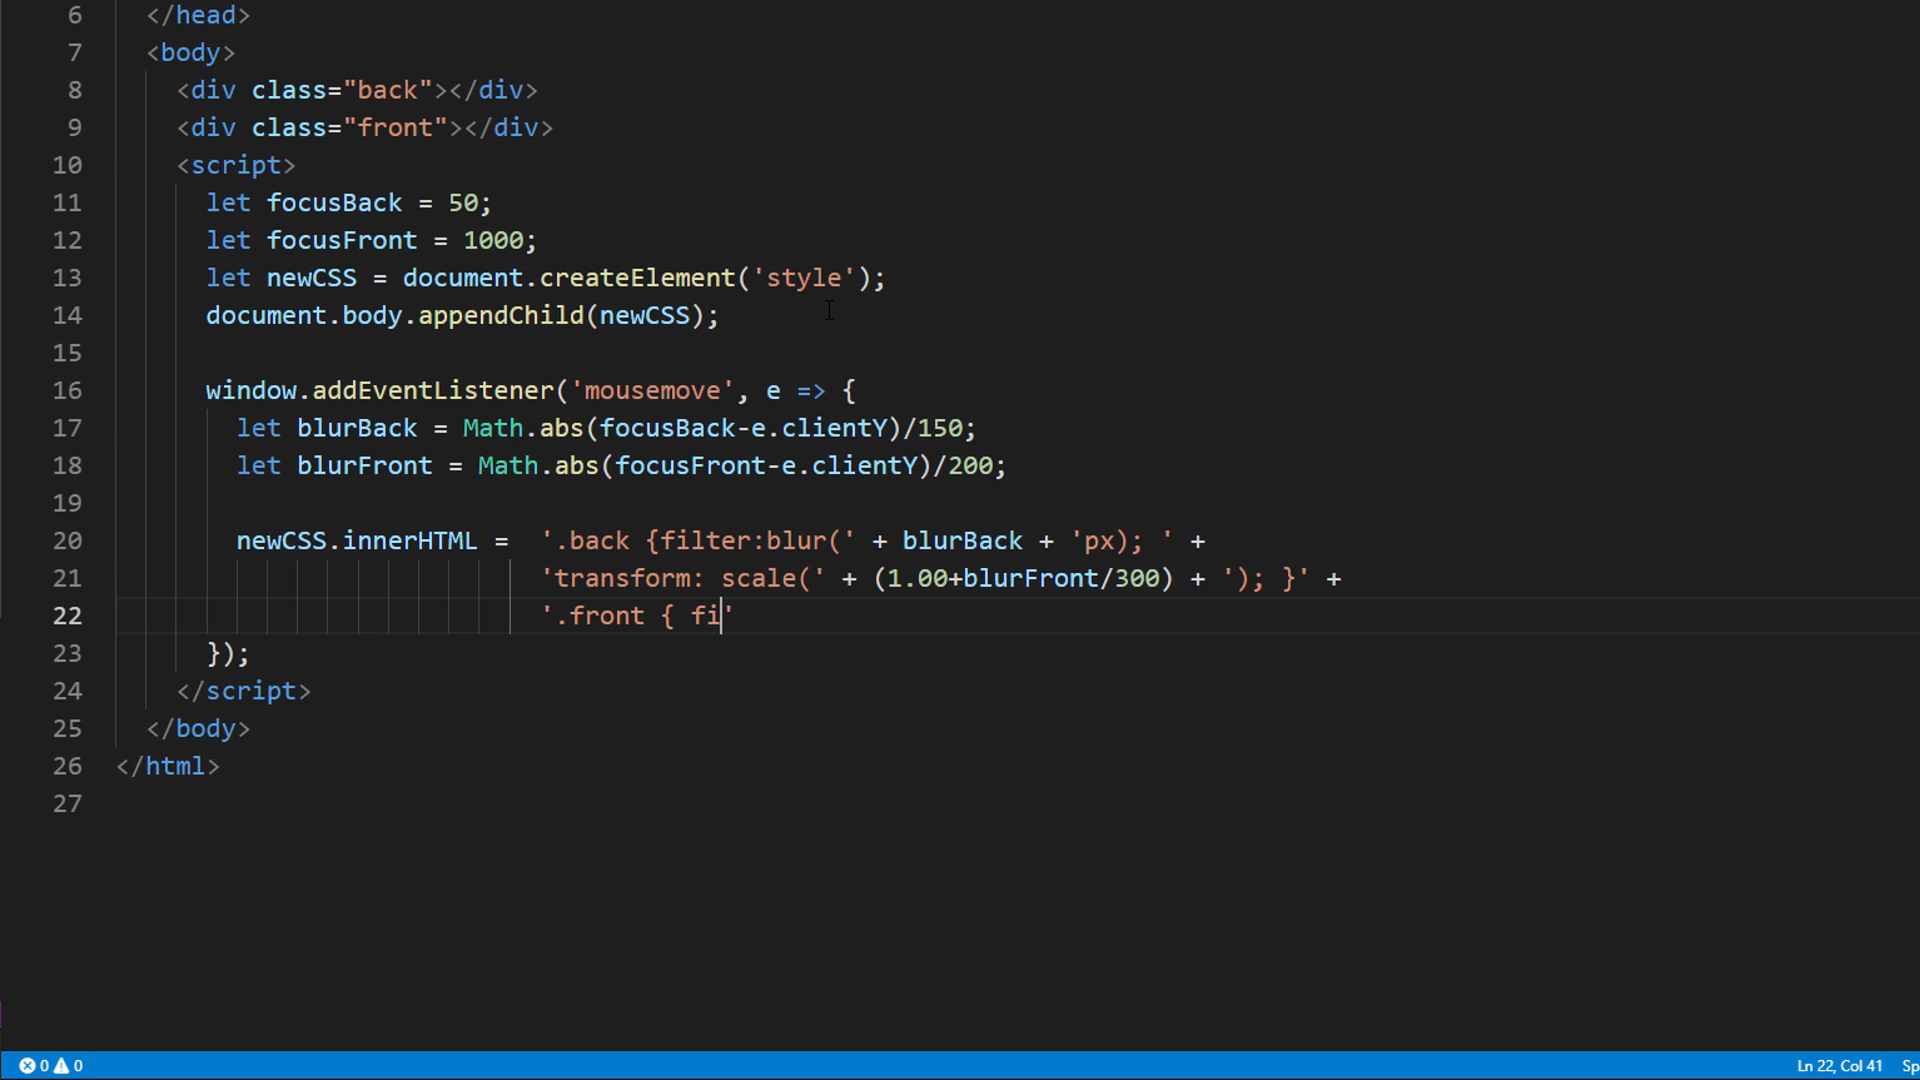 6 </head>
7 <body>
8 <div class="back"></div>
9 <div class="front"></div>
10 <script>
11 let focusBack = 50;
12 let focusFront = 1000;
13 let newCSS = document.createElement('style');
14 document.body.appendChild(newCSS);
15
16 window.addEventListener('mousemove', e => {
17 let blurBack = Math.abs(focusBack-e.clientY)/150;
18 let blurFront = Math.abs(focusFront-e.clientY)/200;
19
20 newCSS.innerHTML = '.back {filter:blur(' + blurBack + 'px); ' +
21 'transform: scale(' + (1.00+blurFront/300) + '); }' +
22 '.front { fi'
23 });
24 </script>
25 </body>
26 </html>
27
0 0 Ln 22, Col 41 Sp